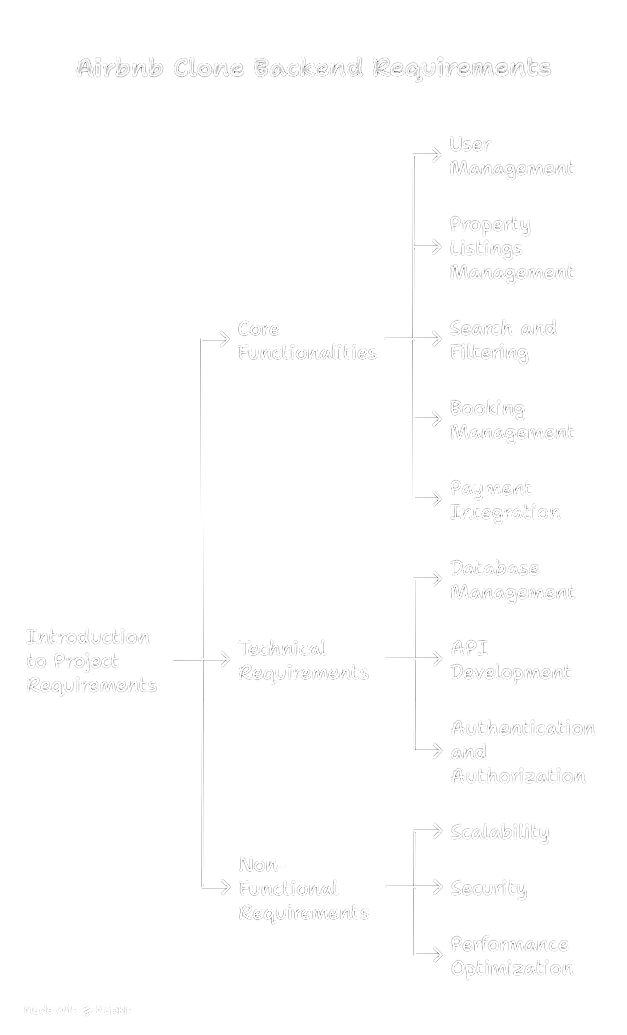 Airbnb Clone Backend Requirements
User
Management
Property
Listings
Management
Search and
Filtering
Core
Functionalities
Booking
Management
Payment
Integration
Database
Management
Introduction
to Project
Requirements
Technical
Requirements
API
Development
Authentication
and
Authorization
Scalability
Non-
Functional
Requirements
Security
Performance
Optimization
Made with